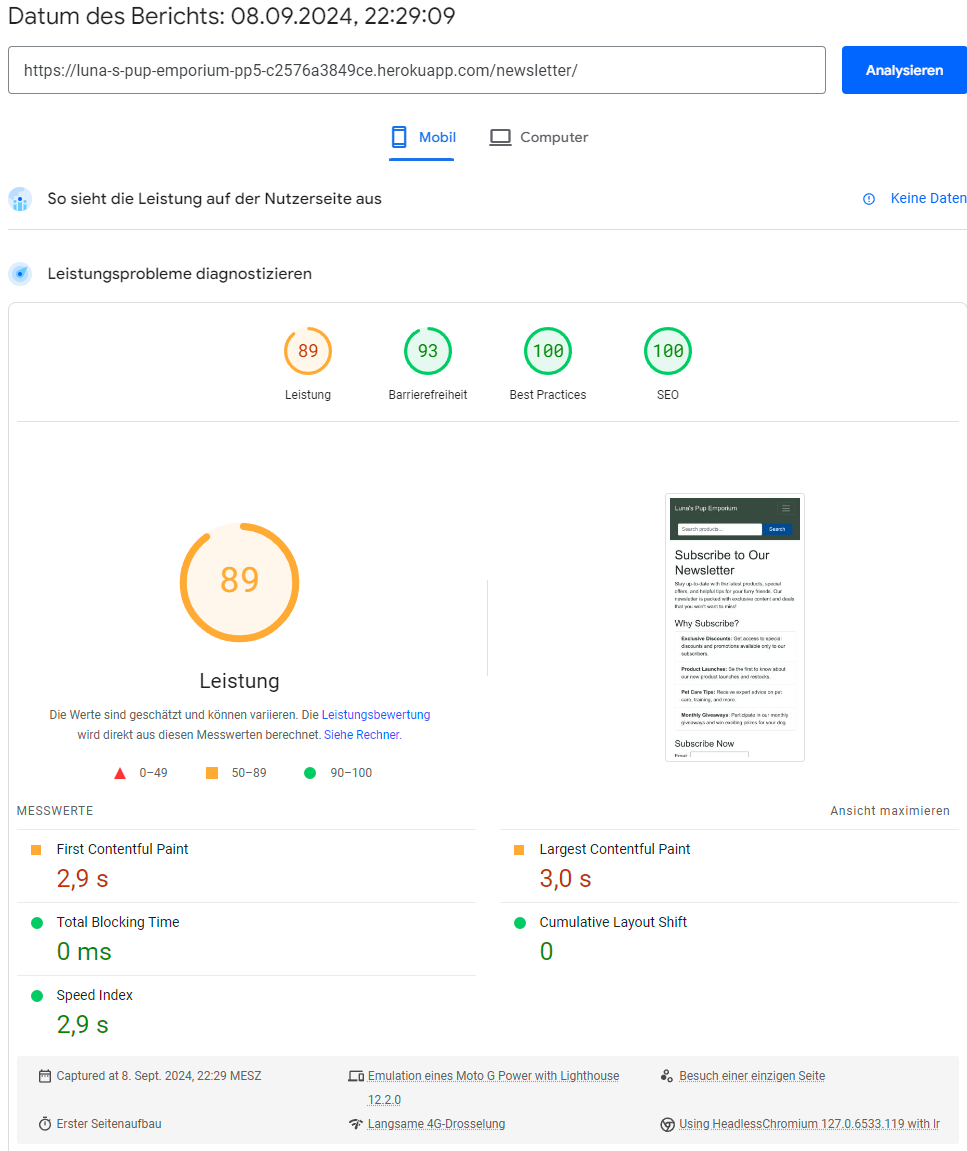 Datum des Berichts: 08.09.2024, 22:29:09
https://luna-s-pup-emporium-pp5-c2576a3849ce.herokuapp.com/newsletter/
Analysieren
Mobil
Computer
So sieht die Leistung auf der Nutzerseite aus
Keine Daten
Leistungsprobleme diagnostizieren
89
93
100
100
Leistung
Barrierefreiheit
Best Practices
SEO
89
Leistung
Die Werte sind geschätzt und können variieren. Die Leistungsbewertung
wird direkt aus diesen Messwerten berechnet. Siehe Rechner.
0–49
50–89
90–100
Luna's Pup Emporium
Search products...
Search
Subscribe to Our
Newsletter
Stay up-to-date with the latest products, special
offers, and helpful tips for your furry friends. Our
newsletter is packed with exclusive content and deals
that you won't want to miss!
Why Subscribe?
Exclusive Discounts: Get access to special
discounts and promotions available only to our
subscribers.
Product Launches: Be the first to know about
our new product launches and restocks.
Pet Care Tips: Receive expert advice on pet
care, training, and more.
Monthly Giveaways: Participate in our monthly
giveaways and win exciting prizes for your dog.
Subscribe Now
Email:
MESSWERTE
Ansicht maximieren
First Contentful Paint
2,9 s
Largest Contentful Paint
3,0 s
Total Blocking Time
0 ms
Cumulative Layout Shift
0
Speed Index
2,9 s
Captured at 8. Sept. 2024, 22:29 MESZ
Emulation eines Moto G Power with Lighthouse
12.2.0
Besuch einer einzigen Seite
Erster Seitenaufbau
Langsame 4G-Drosselung
Using HeadlessChromium 127.0.6533.119 with lr